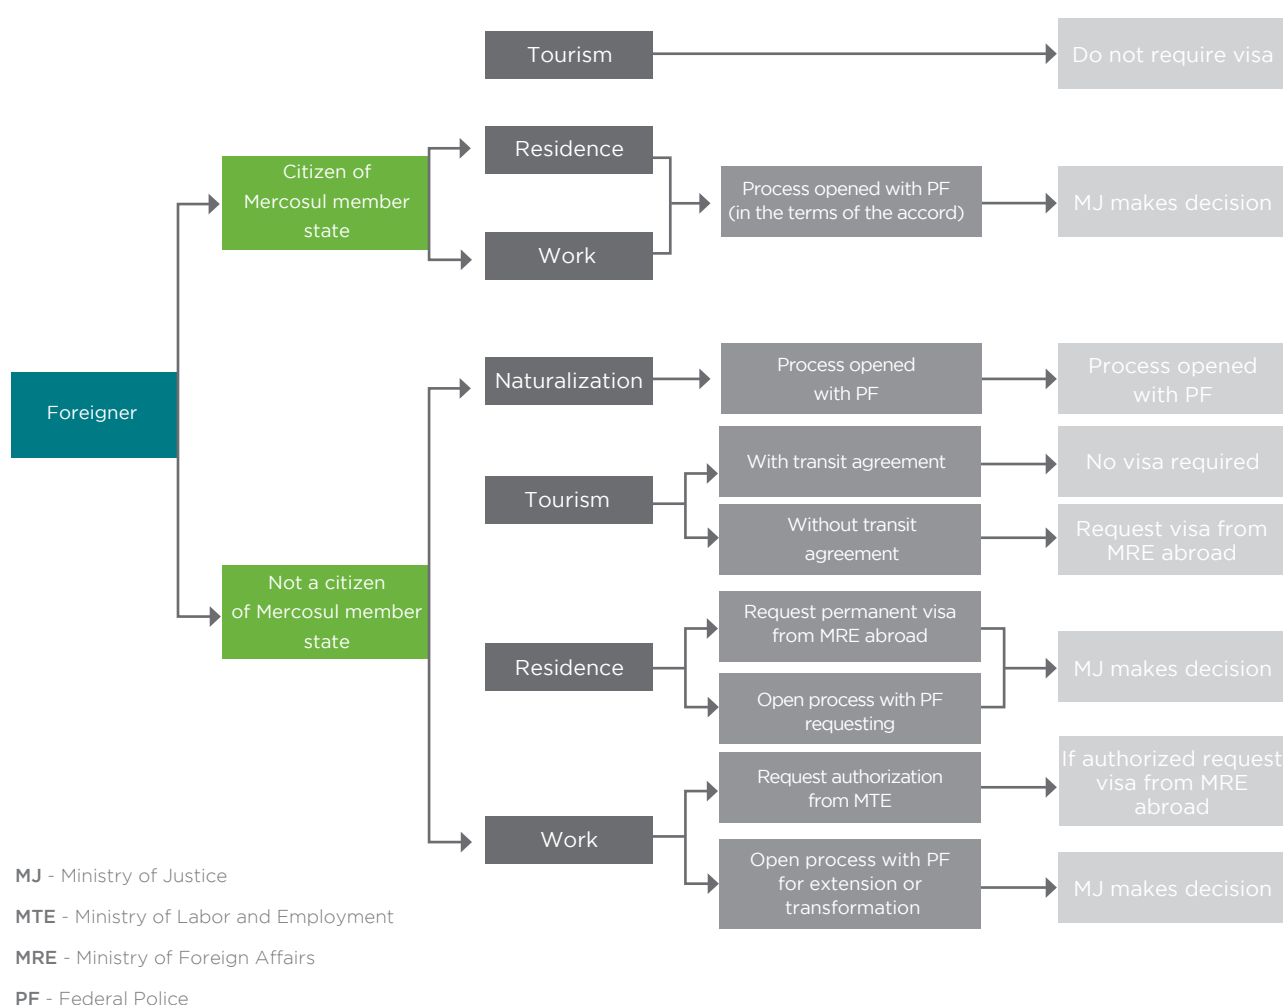 Tourism
Do not require visa
Residence
Citizen of
Mercosul member
state
Process opened with PF
(in the terms of the accord)
MJ makes decision
Work
Foreigner
Naturalization
Process opened
with PF
Process opened
with PF
With transit agreement
No visa required
Tourism
Without transit
agreement
Request visa from
MRE abroad
Not a citizen
of Mercosul member
state
Request permanent visa
from MRE abroad
Residence
MJ makes decision
Open process with PF
requesting
Request authorization
from MTE
If authorized request
visa from MRE
abroad
Work
Open process with PF
for extension or
transformation
MJ makes decision
MJ - Ministry of Justice
MTE - Ministry of Labor and Employment
MRE - Ministry of Foreign Affairs
PF - Federal Police